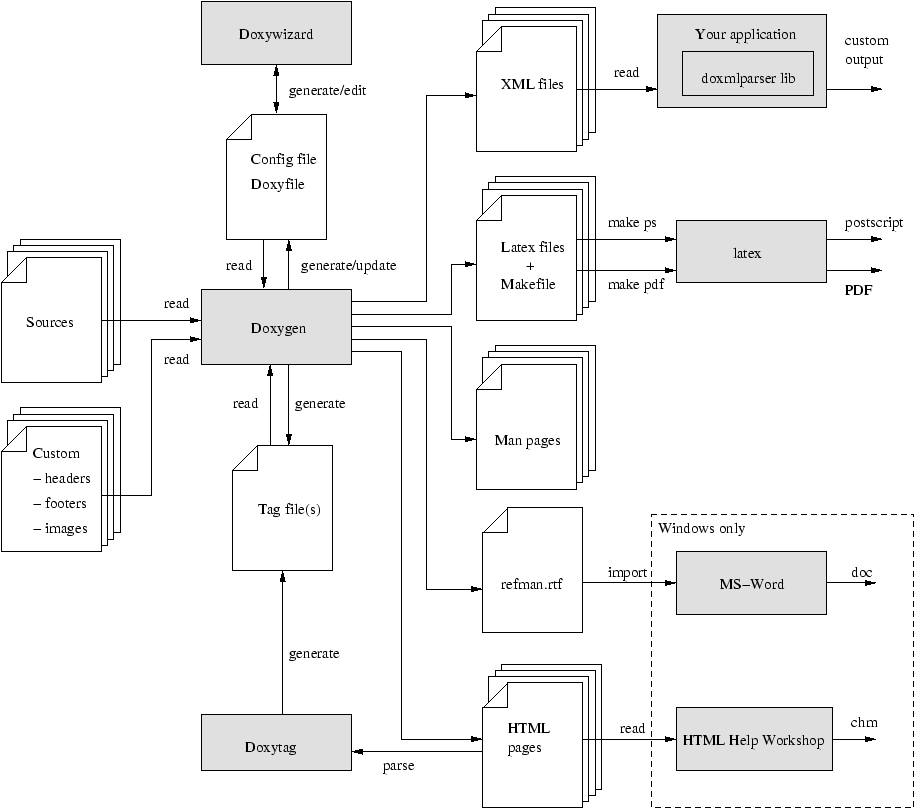 Doxywizard
generate/edit
Config file
Doxyfile
read
generate/update
Sources
read
Doxygen
read
Custom
– headers
– footers
– images
read
generate
Tag file(s)
generate
Doxytag
parse
XML files
read
Your application
doxmlparser lib
custom
output
Latex files
+
Makefile
make ps
make pdf
latex
postscript
PDF
Man pages
refman.rtf
import
Windows only
MS–Word
doc
HTML
pages
read
HTML Help Workshop
chm